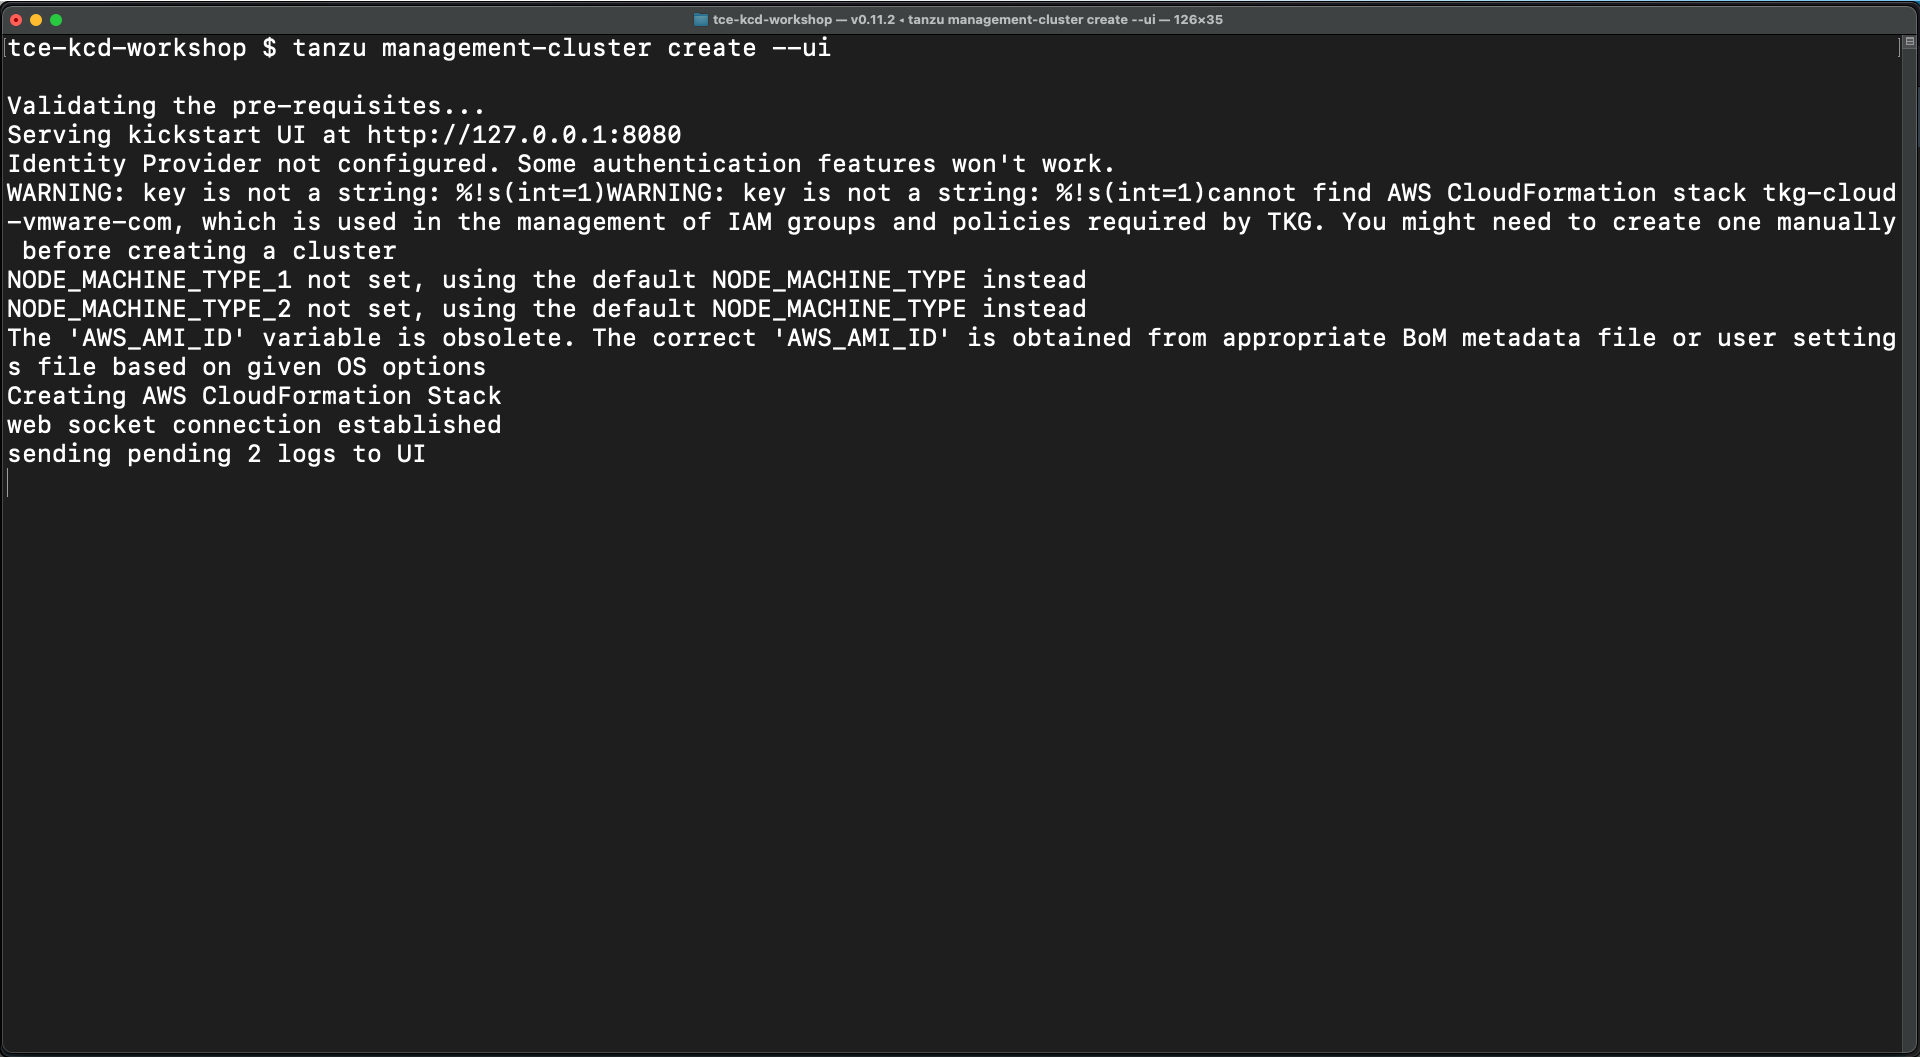 tce-kcd-workshop — v0.11.2 ◂ tanzu management-cluster create --ui — 126×35
tce-kcd-workshop $ tanzu management-cluster create --ui
Validating the pre-requisites...
Serving kickstart UI at http://127.0.0.1:8080
Identity Provider not configured. Some authentication features won't work.
WARNING: key is not a string: %!s(int=1)WARNING: key is not a string: %!s(int=1)cannot find AWS CloudFormation stack tkg-cloud
-vmware-com, which is used in the management of IAM groups and policies required by TKG. You might need to create one manually
 before creating a cluster
NODE_MACHINE_TYPE_1 not set, using the default NODE_MACHINE_TYPE instead
NODE_MACHINE_TYPE_2 not set, using the default NODE_MACHINE_TYPE instead
The 'AWS_AMI_ID' variable is obsolete. The correct 'AWS_AMI_ID' is obtained from appropriate BoM metadata file or user setting
s file based on given OS options
Creating AWS CloudFormation Stack
web socket connection established
sending pending 2 logs to UI